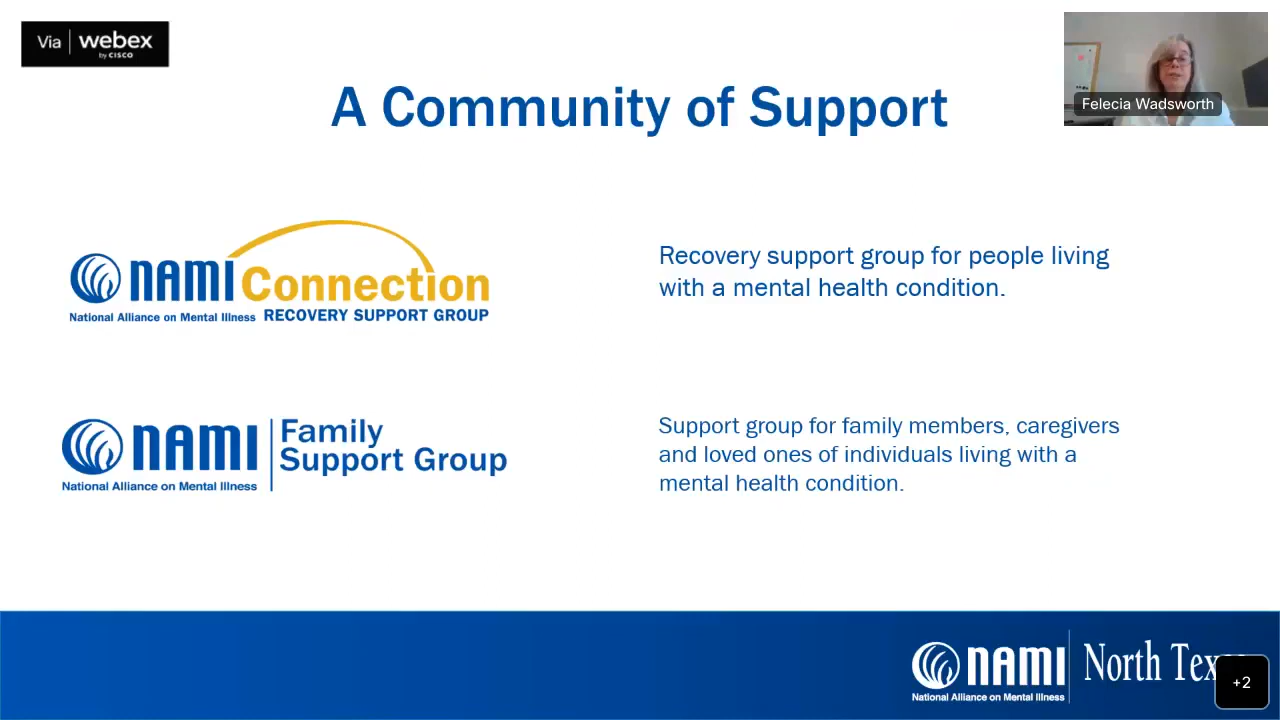 Via webex
by CISCO
A Community of Support
Felecia Wadsworth
NAMI Connection
National Alliance on Mental Illness RECOVERY SUPPORT GROUP
Recovery support group for people living
with a mental health condition.
NAMI
National Alliance on Mental Illness
Family
Support Group
Support group for family members, caregivers
and loved ones of individuals living with a
mental health condition.
NAMI North
National Alliance on Mental Illness
+2